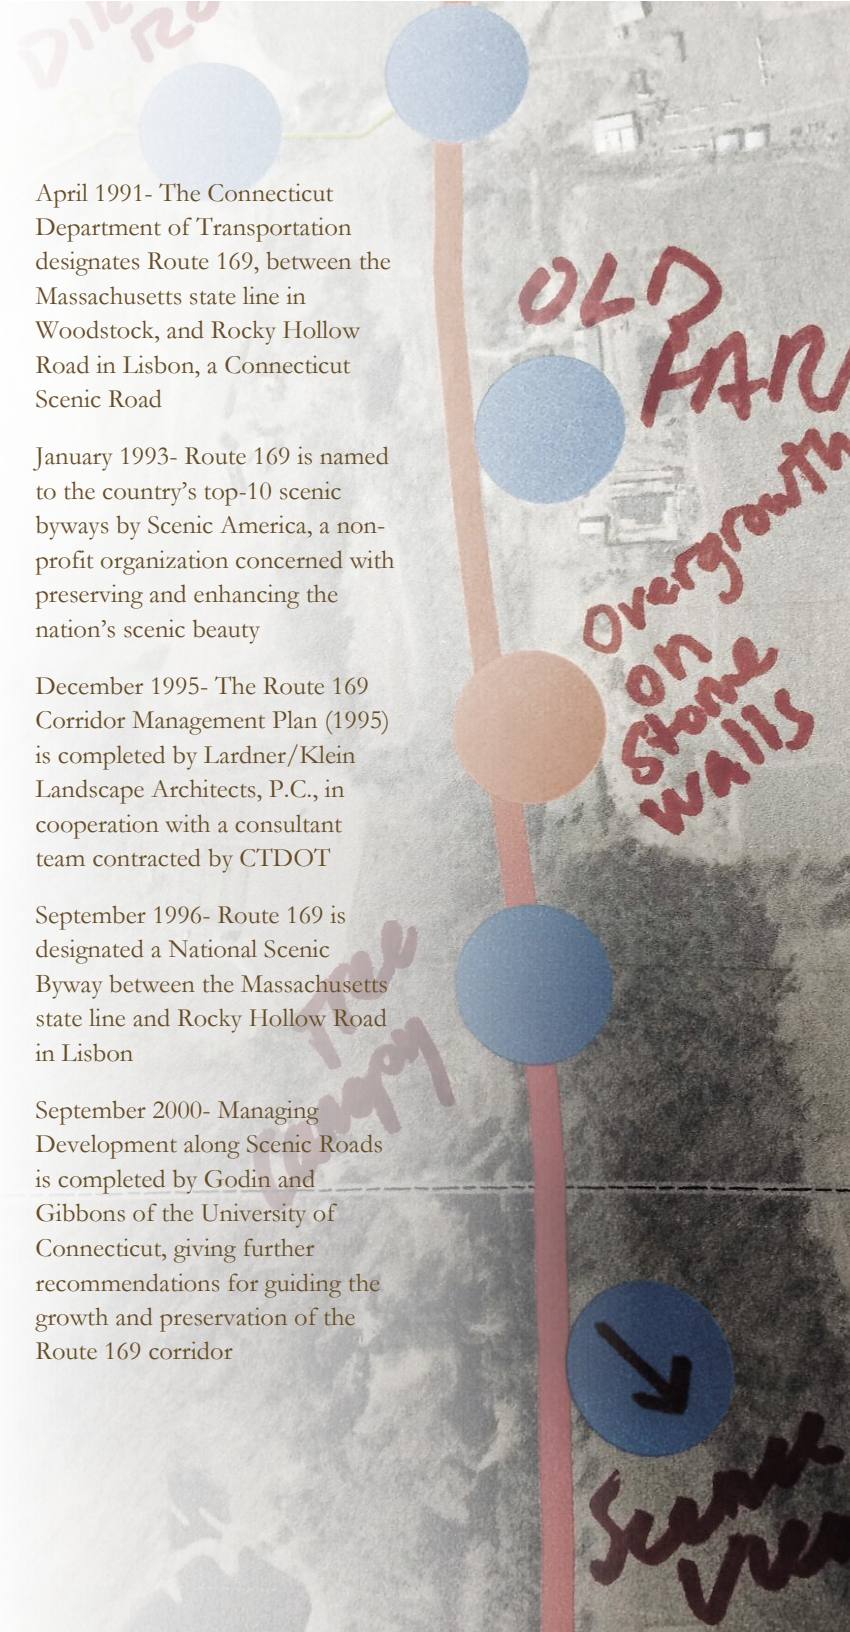 DIR
RO
Rd
April 1991- The Connecticut
Department of Transportation
designates Route 169, between the
Massachusetts state line in
Woodstock, and Rocky Hollow
Road in Lisbon, a Connecticut
Scenic Road
January 1993- Route 169 is named
to the country's top-10 scenic
byways by Scenic America, a non-
profit organization concerned with
preserving and enhancing the
nation's scenic beauty
December 1995- The Route 169
Corridor Management Plan (1995)
is completed by Lardner/Klein
Landscape Architects, P.C., in
cooperation with a consultant
team contracted by CTDOT
September 1996- Route 169 is
designated a National Scenic
Byway between the Massachusetts
state line and Rocky Hollow Road
in Lisbon
September 2000- Managing
Development along Scenic Roads
is completed by Godin and
Gibbons of the University of
Connecticut, giving further
recommendations for guiding the
growth and preservation of the
Route 169 corridor
OLD
FAR
Overgrowth
on
Stone
walls
Tree
Canopy
Scenic
View